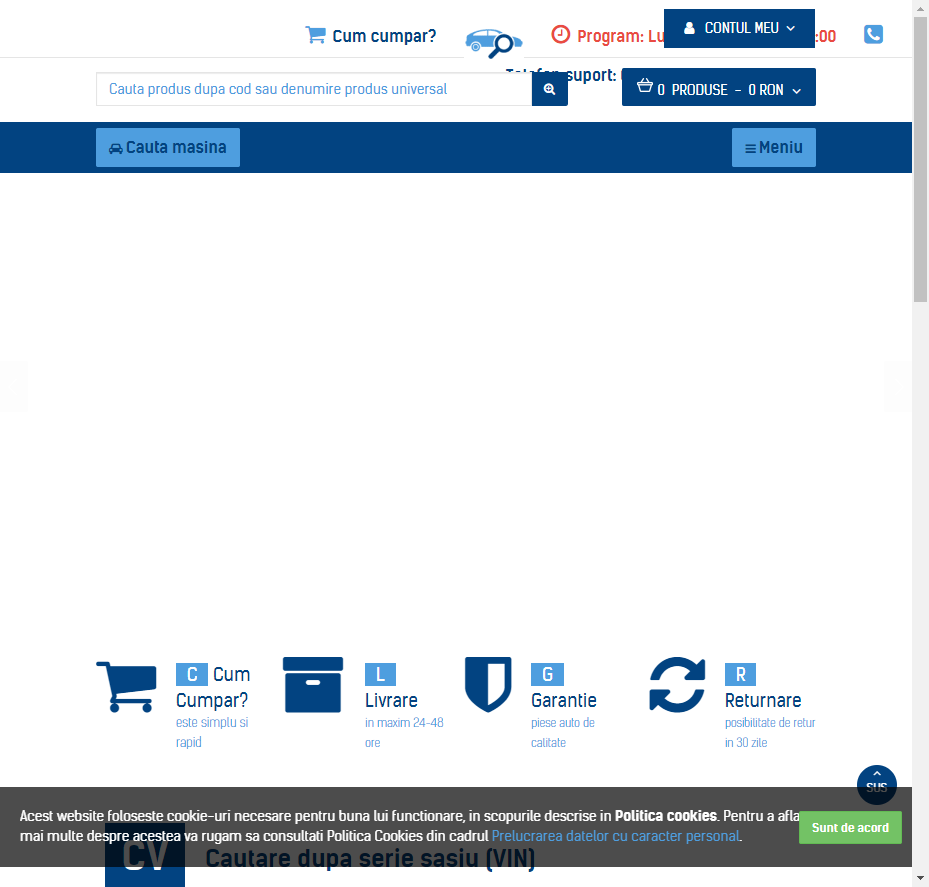 Cum cumpar?
Program: Lu
:00
CONTUL MEU
suport:
Cauta produs dupa cod sau denumire produs universal
0 PRODUSE - 0 RON
Cauta masina
Meniu
C Cum
Cumpar?
este simplu si
rapid
L
Livrare
in maxim 24-48
ore
G
Garantie
piese auto de
calitate
R
Returnare
posibilitate de retur
in 30 zile
SUS
Acest website foloseste cookie-uri necesare pentru buna lui functionare, in scopurile descrise in Politica cookies. Pentru a afla
mai multe despre acestea va rugam sa consultati Politica Cookies din cadrul Prelucrarea datelor cu caracter personal.
Sunt de acord
CV
Cautare dupa serie sasiu (VIN)